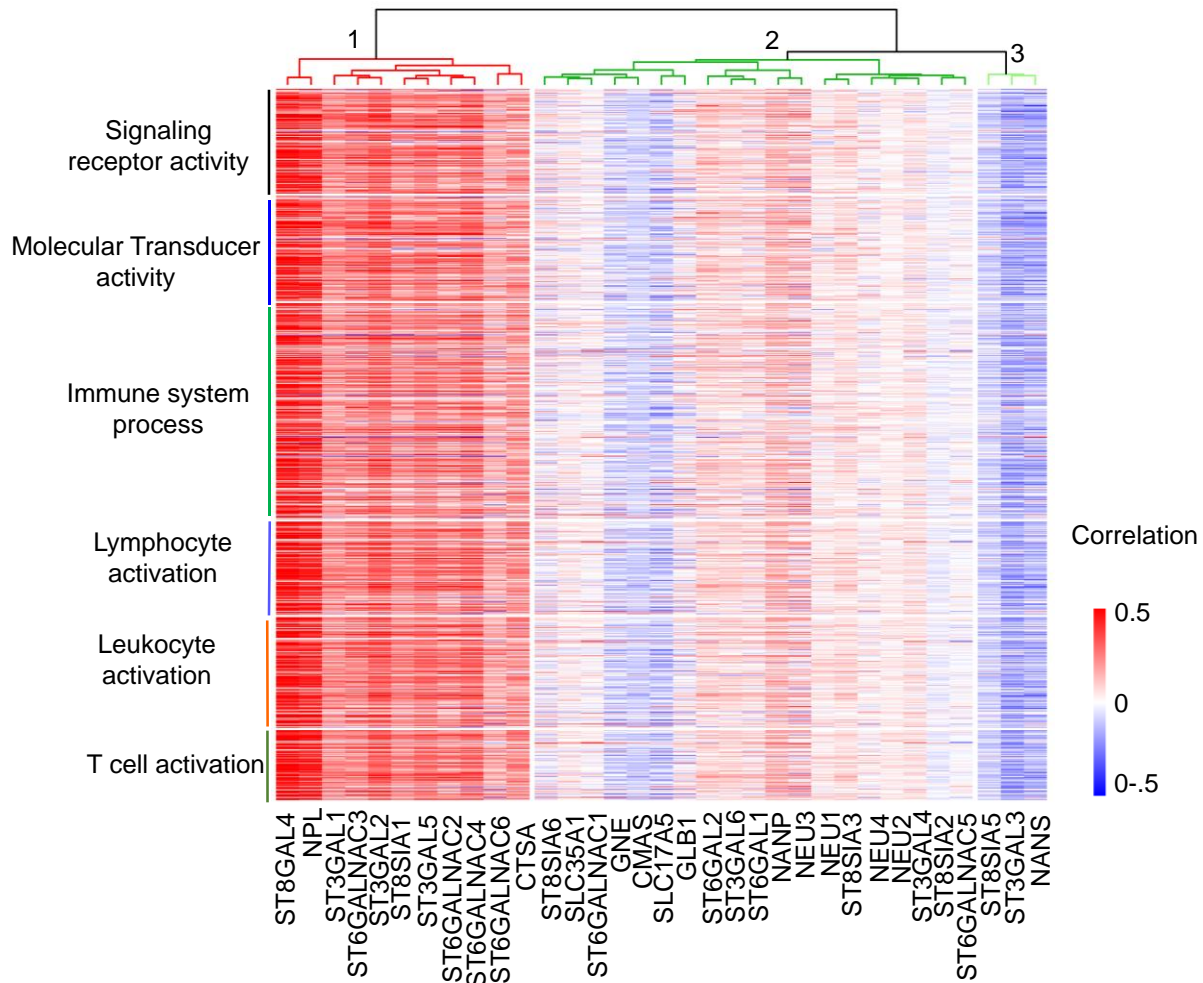 1
2
3
Signaling
receptor activity
Molecular Transducer
activity
Immune system
process
Lymphocyte
activation
Leukocyte
activation
T cell activation
Correlation
0.5
0
0-.5
ST8GAL4
NPL
ST3GAL1
ST6GALNAC3
ST3GAL2
ST8SIA1
ST3GAL5
ST6GALNAC2
ST6GALNAC4
ST6GALNAC6
CTSA
ST8SIA6
SLC35A1
ST6GALNAC1
GNE
CMAS
SLC17A5
GLB1
ST6GAL2
ST3GAL6
ST6GAL1
NANP
NEU3
NEU1
ST8SIA3
NEU4
NEU2
ST3GAL4
ST8SIA2
ST6GALNAC5
ST8SIA5
ST3GAL3
NANS